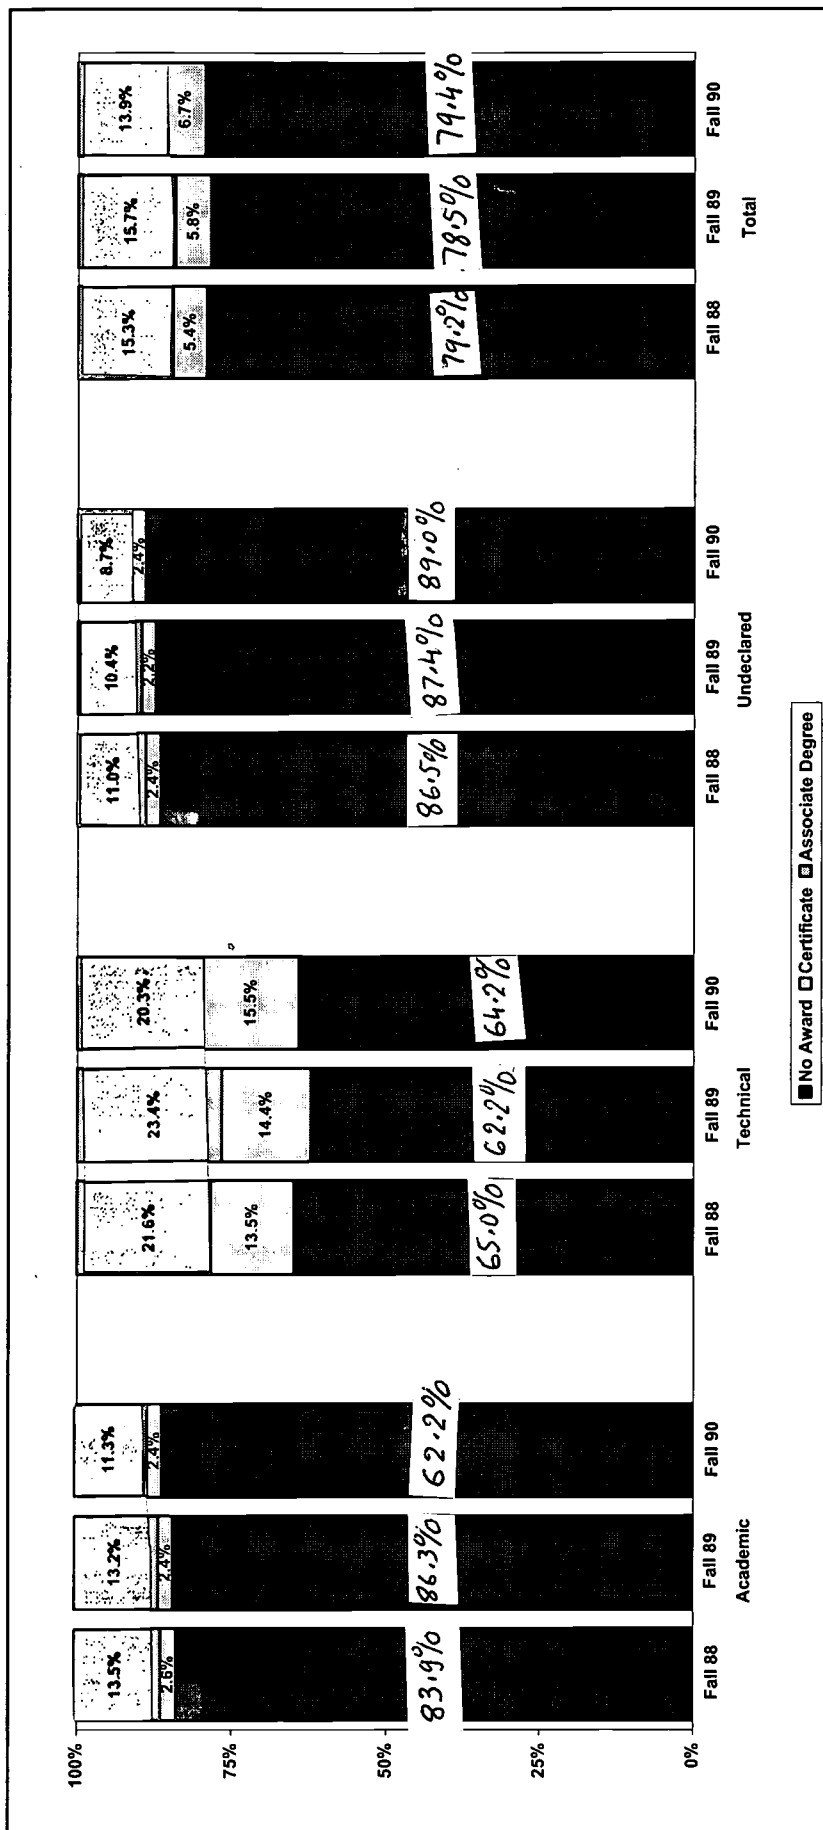 100%
75%
50%
25%
0%
13.5% 13.2% 11.3% 21.6% 23.4% 20.3% 11.0% 10.4% 8.7% 15.3% 15.7% 13.9%
2.6% 2.4% 2.4% 13.5% 14.4% 15.5% 2.4% 2.2% 2.4% 5.4% 5.8% 6.7%
83.9% 86.3% 62.2% 65.0% 62.2% 64.2% 86.5% 87.4% 89.0% 79.2% 78.5% 79.4%
Fall 88 Fall 89 Fall 90 Fall 88 Fall 89 Fall 90 Fall 88 Fall 89 Fall 90 Fall 88 Fall 89 Fall 90
Academic Technical Undeclared Total
No Award Certificate Associate Degree